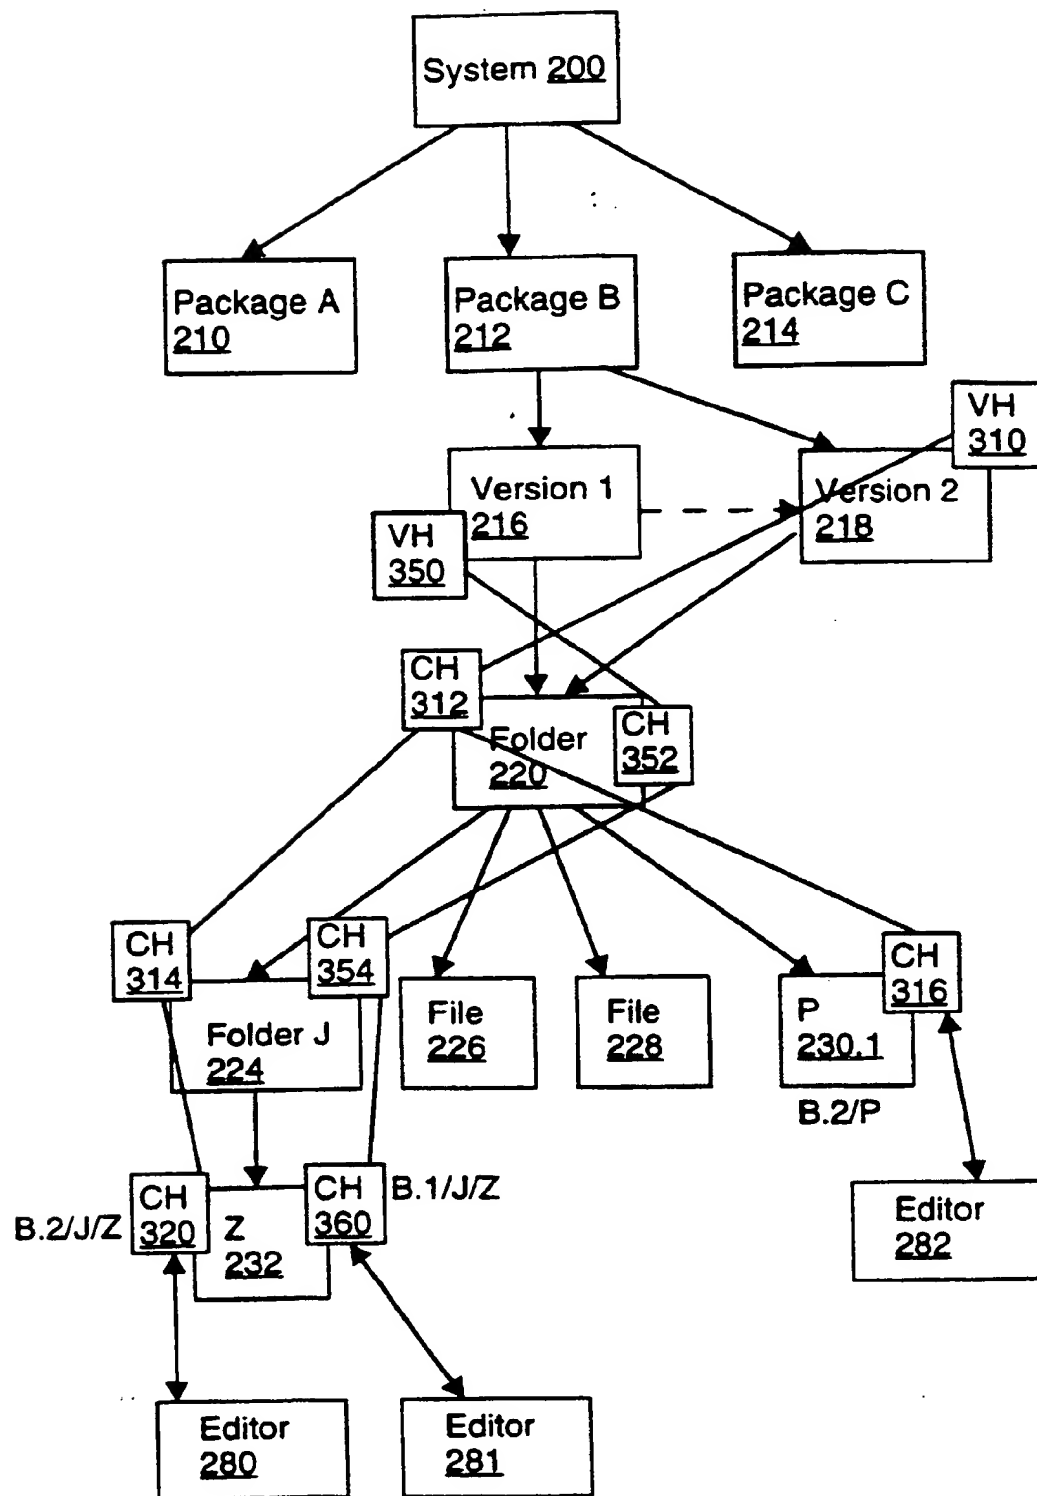 System 200
Package A
210
Package B
212
Package C
214
VH
310
Version 1
216
Version 2
218
VH
350
CH
312
Folder
220
CH
352
CH
314
CH
354
CH
316
Folder J
224
File
226
File
228
P
230.1
B.2/P
CH
320
B.2/J/Z
Z
232
CH
360
B.1/J/Z
Editor
282
Editor
280
Editor
281